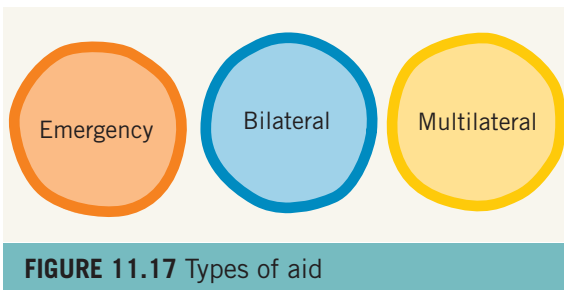 Emergency
Bilateral
Multilateral
FIGURE 11.17 Types of aid